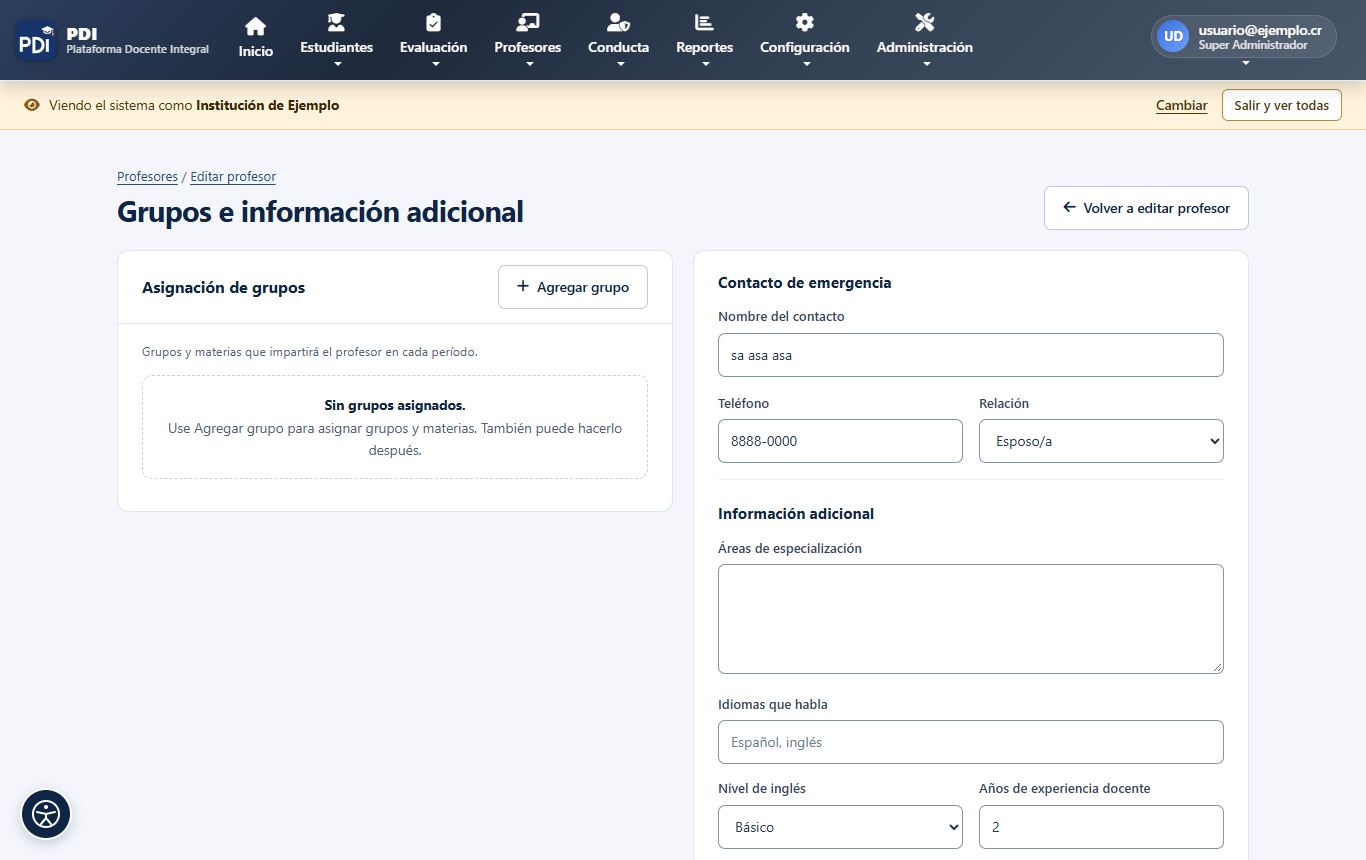 PDI
PDI
Plataforma Docente Integral
Inicio
Estudiantes
Evaluación
Profesores
Conducta
Reportes
Configuración
Administración
UD
usuario@ejemplo.cr
Super Administrador
Viendo el sistema como Institución de Ejemplo
Cambiar
Salir y ver todas
Profesores / Editar profesor
Grupos e información adicional
Volver a editar profesor
Asignación de grupos
Agregar grupo
Grupos y materias que impartirá el profesor en cada período.
Sin grupos asignados.
Use Agregar grupo para asignar grupos y materias. También puede hacerlo
después.
Contacto de emergencia
Nombre del contacto
sa asa asa
Teléfono
Relación
8888-0000
Esposo/a
Información adicional
Áreas de especialización
Idiomas que habla
Español, inglés
Nivel de inglés
Años de experiencia docente
Básico
2